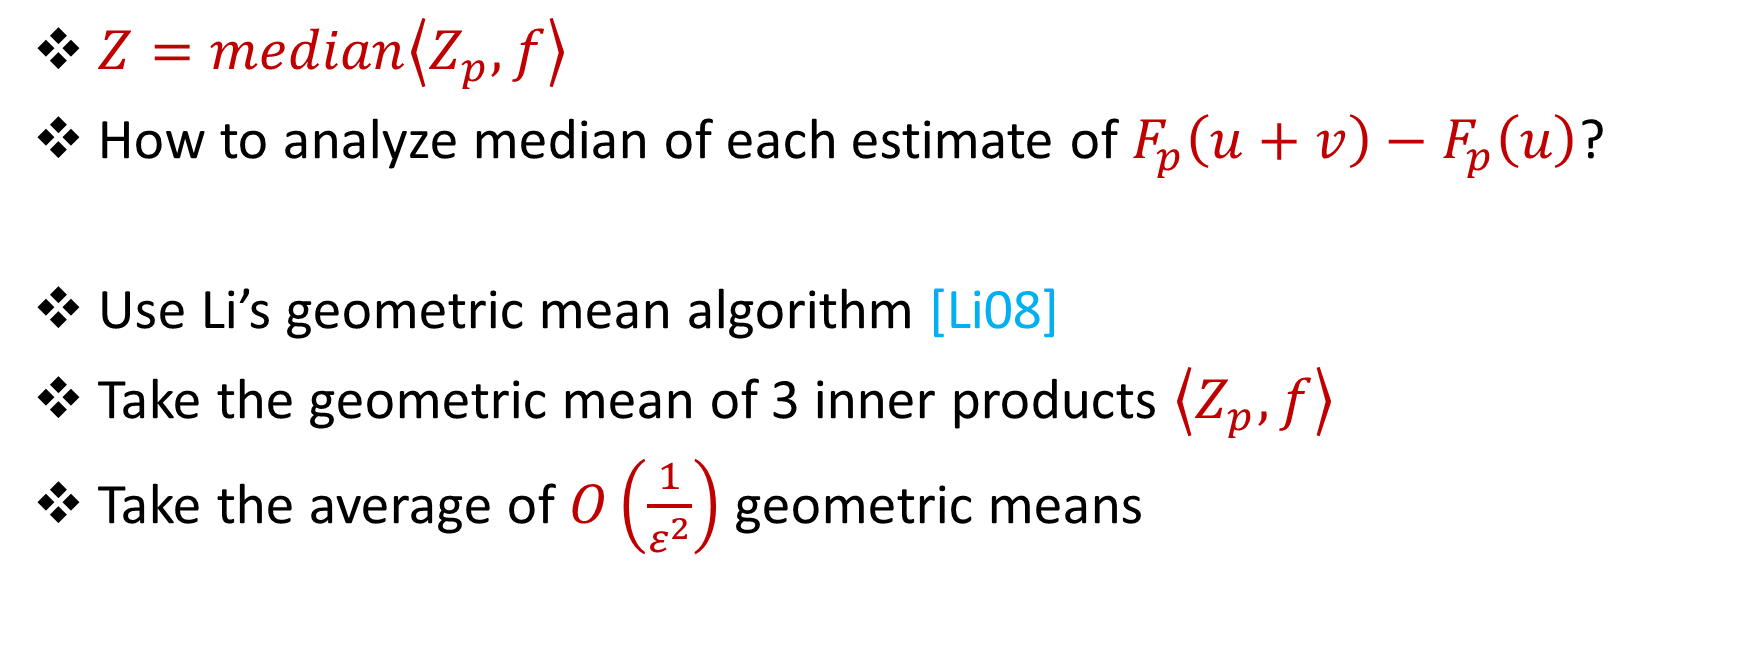 ❖ Z = median⟨Z_p, f⟩
❖ How to analyze median of each estimate of F_p(u + v) − F_p(u)?
❖ Use Li’s geometric mean algorithm [Li08]
❖ Take the geometric mean of 3 inner products ⟨Z_p, f⟩
❖ Take the average of O(1/ε²) geometric means